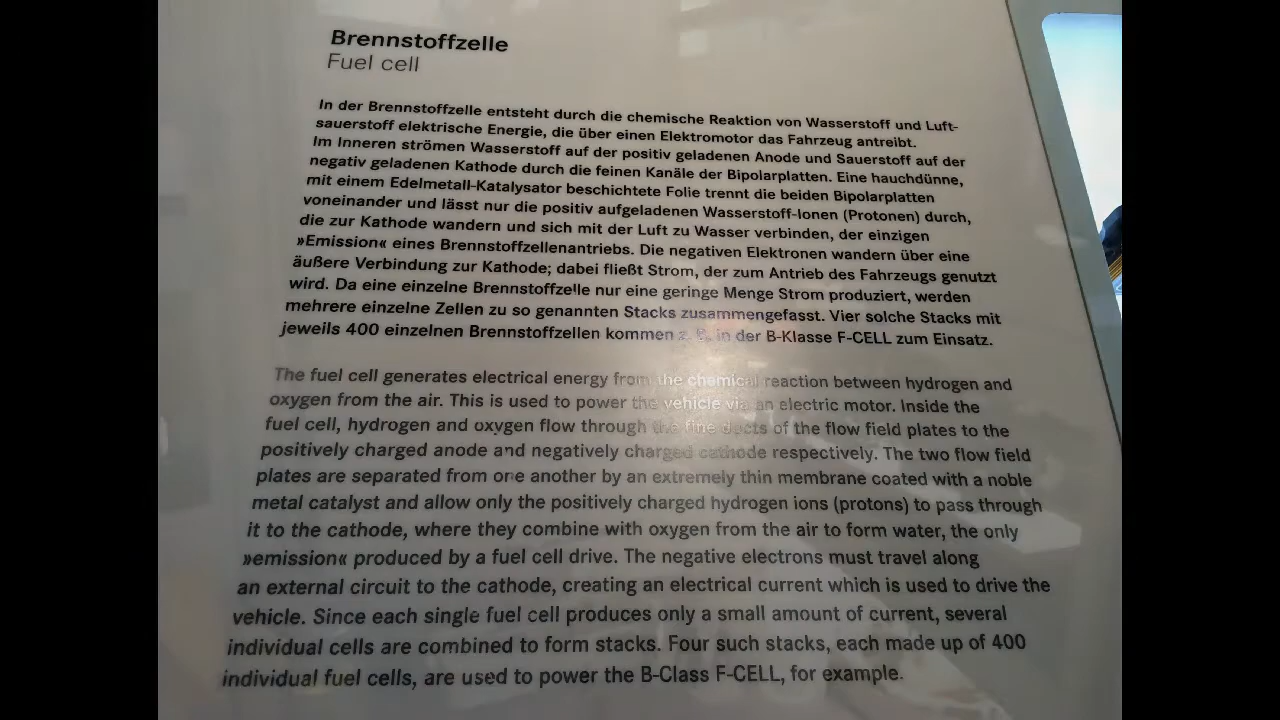 Brennstoffzelle
Fuel cell
In der Brennstoffzelle entsteht durch die chemische Reaktion von Wasserstoff und Luft-
sauerstoff elektrische Energie, die über einen Elektromotor das Fahrzeug antreibt.
Im Inneren strömen Wasserstoff auf der positiv geladenen Anode und Sauerstoff auf der
negativ geladenen Kathode durch die feinen Kanäle der Bipolarplatten. Eine hauchdünne,
mit einem Edelmetall-Katalysator beschichtete Folie trennt die beiden Bipolarplatten
voneinander und lässt nur die positiv aufgeladenen Wasserstoff-Ionen (Protonen) durch,
die zur Kathode wandern und sich mit der Luft zu Wasser verbinden, der einzigen
»Emission« eines Brennstoffzellenantriebs. Die negativen Elektronen wandern über eine
äußere Verbindung zur Kathode; dabei fließt Strom, der zum Antrieb des Fahrzeugs genutzt
wird. Da eine einzelne Brennstoffzelle nur eine geringe Menge Strom produziert, werden
mehrere einzelne Zellen zu so genannten Stacks zusammengefasst. Vier solche Stacks mit
jeweils 400 einzelnen Brennstoffzellen kommen z. B. in der B-Klasse F-CELL zum Einsatz.
The fuel cell generates electrical energy from the chemical reaction between hydrogen and
oxygen from the air. This is used to power the vehicle via an electric motor. Inside the
fuel cell, hydrogen and oxygen flow through the fine ducts of the flow field plates to the
positively charged anode and negatively charged cathode respectively. The two flow field
plates are separated from one another by an extremely thin membrane coated with a noble
metal catalyst and allow only the positively charged hydrogen ions (protons) to pass through
it to the cathode, where they combine with oxygen from the air to form water, the only
»emission« produced by a fuel cell drive. The negative electrons must travel along
an external circuit to the cathode, creating an electrical current which is used to drive the
vehicle. Since each single fuel cell produces only a small amount of current, several
individual cells are combined to form stacks. Four such stacks, each made up of 400
individual fuel cells, are used to power the B-Class F-CELL, for example.